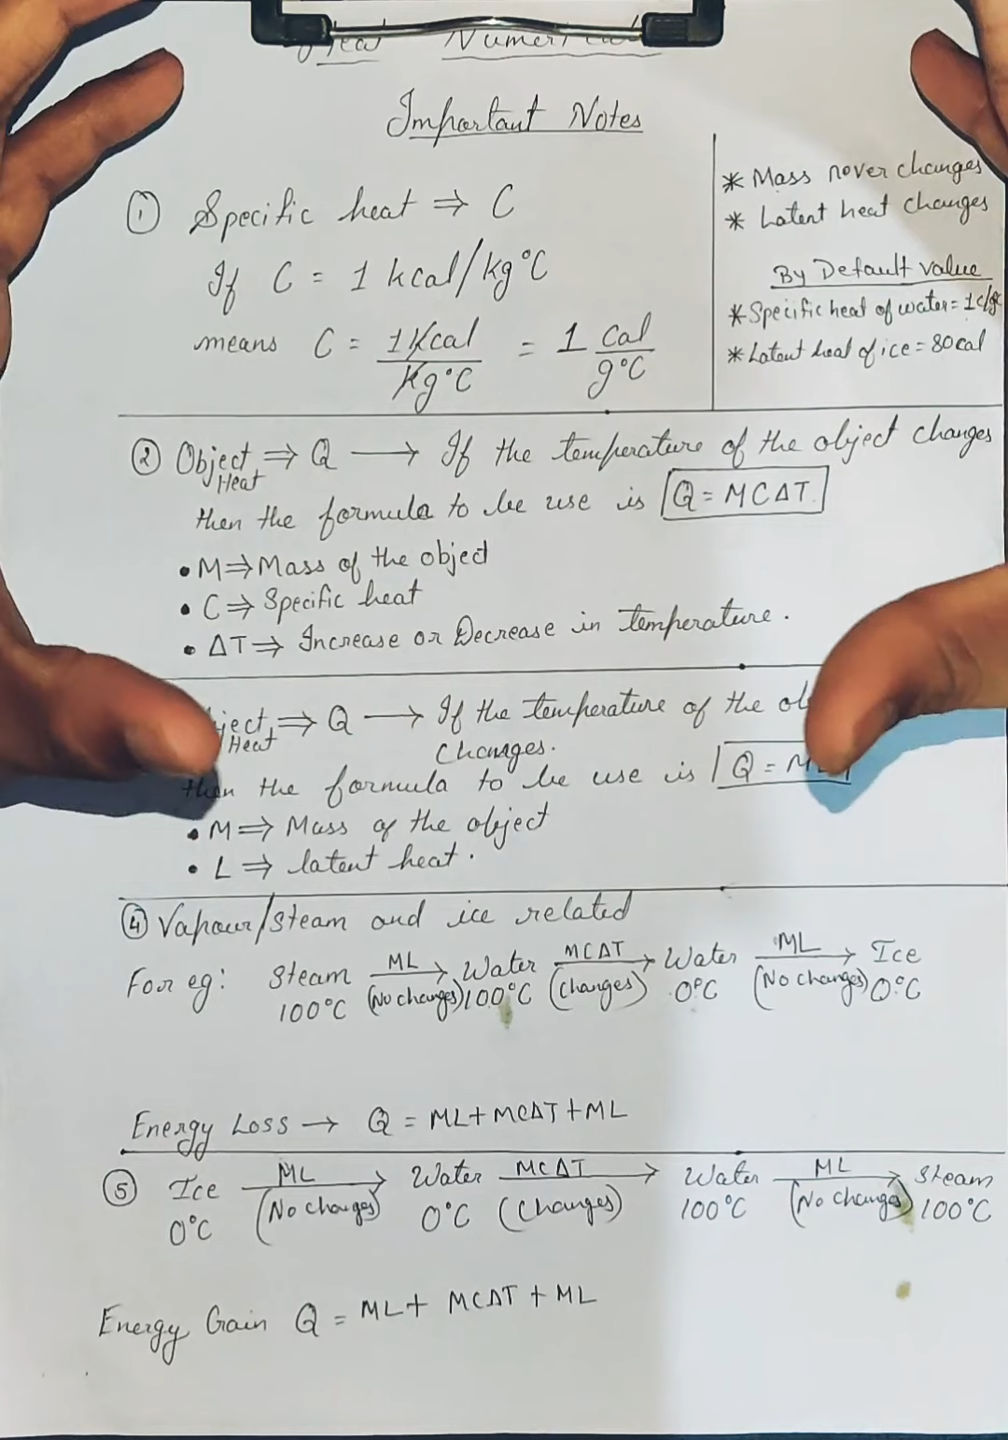 Heat Numerical
Important Notes
① Specific heat ⇒ C
If C = 1 kcal/kg°C
means C = 1 Kcal / kg°C = 1 Cal / g°C
* Mass never changes
* Latent heat changes
By Default value
* Specific heat of water = 1 c/g°c
* Latent heat of ice = 80 cal
② Object Heat ⇒ Q → If the temperature of the object changes
then the formula to be use is Q = MCΔT
• M ⇒ Mass of the object
• C ⇒ Specific heat
• ΔT ⇒ Increase or Decrease in temperature.
ject Heat ⇒ Q → If the temperature of the
changes.
then the formula to be use is Q = ML
• M ⇒ Mass of the object
• L ⇒ latent heat.
④ Vapour/Steam and ice related
For eg: Steam ML→ Water MCΔT→ Water ML→ Ice
100°C (No changes) 100°C (Changes) 0°C (No changes) 0°C
Energy Loss → Q = ML + MCΔT + ML
⑤ Ice ML→ Water MCΔT→ Water ML→ Steam
0°C (No changes) 0°C (Changes) 100°C (No changes) 100°C
Energy Gain Q = ML + MCΔT + ML